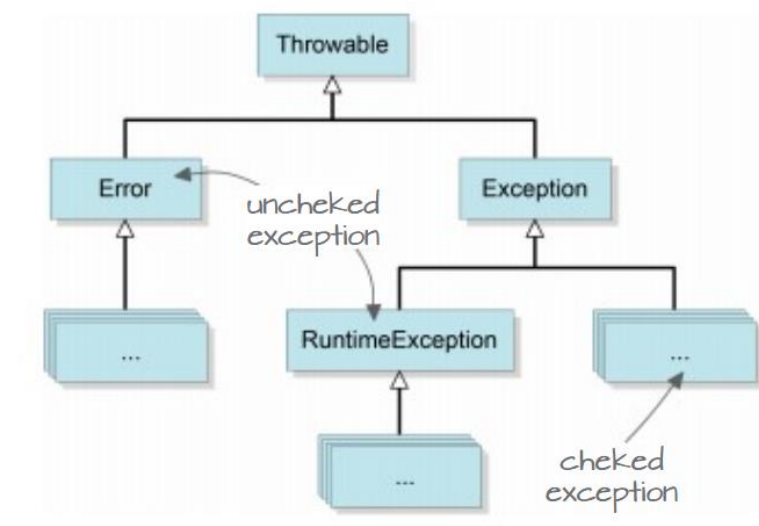 Throwable
Error
Exception
uncheked
exception
...
RuntimeException
...
...
cheked
exception